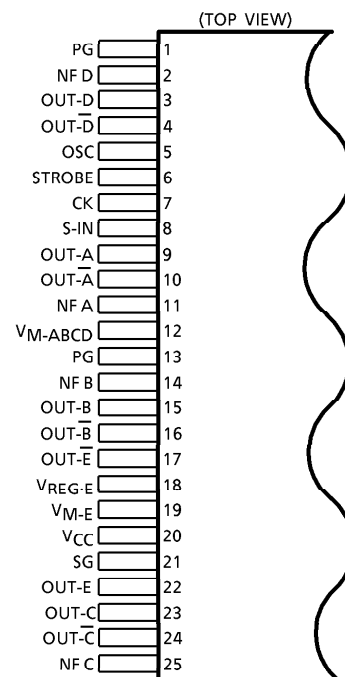 (TOP VIEW)
PG 1
NF D 2
OUT-D 3
OUT-D̅ 4
OSC 5
STROBE 6
CK 7
S-IN 8
OUT-A 9
OUT-A̅ 10
NF A 11
VM-ABCD 12
PG 13
NF B 14
OUT-B 15
OUT-B̅ 16
OUT-E̅ 17
VREG-E 18
VM-E 19
VCC 20
SG 21
OUT-E 22
OUT-C 23
OUT-C̅ 24
NF C 25